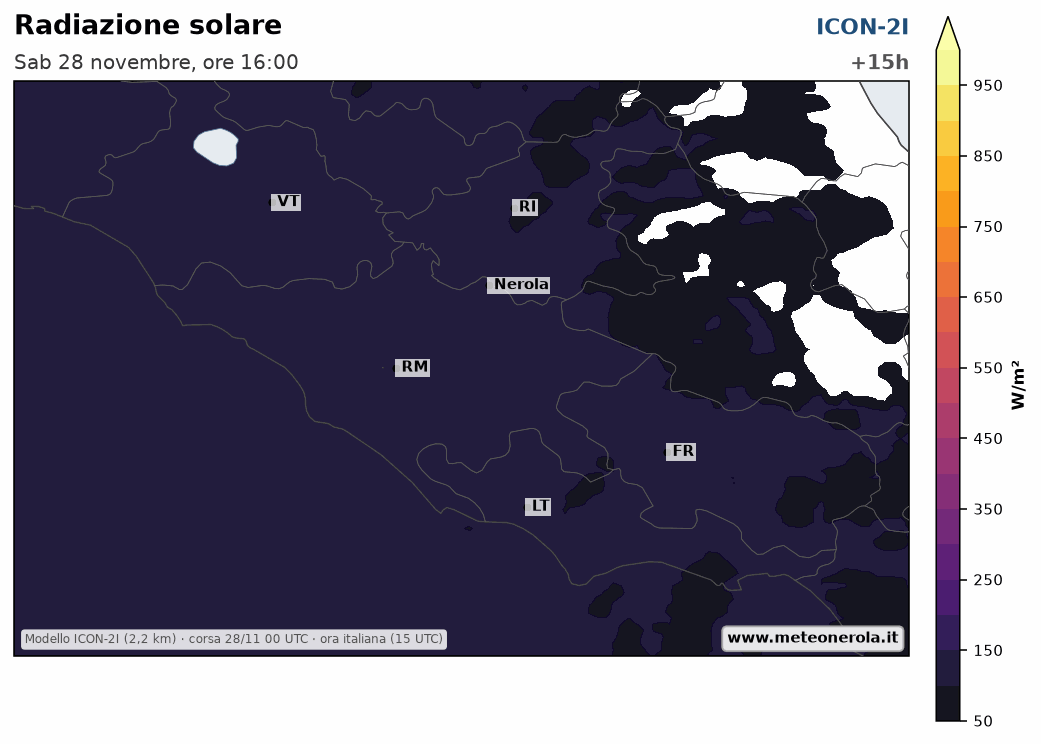 Radiazione solare
ICON-2I
Sab 28 novembre, ore 16:00
+15h
VT
RI
Nerola
RM
FR
LT
950
850
750
650
550
450
350
250
150
50
W/m²
Modello ICON-2I (2,2 km) · corsa 28/11 00 UTC · ora italiana (15 UTC)
www.meteonerola.it